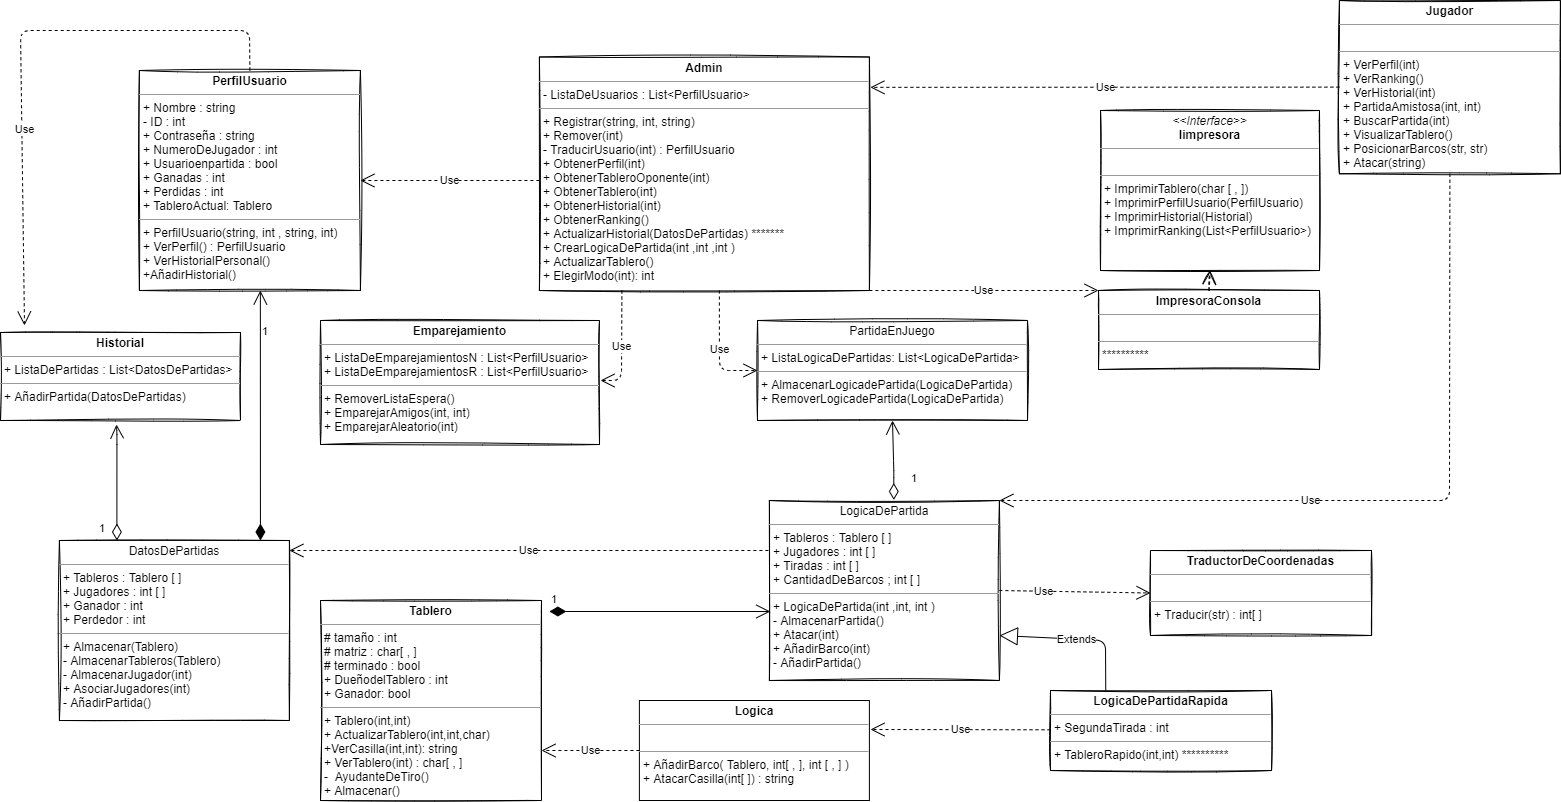 Jugador
+ VerPerfil(int)
+ VerRanking()
+ VerHistorial(int)
+ PartidaAmistosa(int, int)
+ BuscarPartida(int)
+ VisualizarTablero()
+ PosicionarBarcos(str, str)
+ Atacar(string)
Use
PerfilUsuario
+ Nombre : string
- ID : int
+ Contraseña : string
+ NumeroDeJugador : int
+ Usuarioenpartida : bool
+ Ganadas : int
+ Perdidas : int
+ TableroActual: Tablero
+ PerfilUsuario(string, int , string, int)
+ VerPerfil() : PerfilUsuario
+ VerHistorialPersonal()
+AñadirHistorial()
Use
Admin
- ListaDeUsuarios : List<PerfilUsuario>
+ Registrar(string, int, string)
+ Remover(int)
- TraducirUsuario(int) : PerfilUsuario
+ ObtenerPerfil(int)
+ ObtenerTableroOponente(int)
+ ObtenerTablero(int)
+ ObtenerHistorial(int)
+ ObtenerRanking()
+ ActualizarHistorial(DatosDePartidas) *******
+ CrearLogicaDePartida(int ,int ,int )
+ ActualizarTablero()
+ ElegirModo(int): int
Use
<<Interface>>
Iimpresora
+ ImprimirTablero(char [ , ])
+ ImprimirPerfilUsuario(PerfilUsuario)
+ ImprimirHistorial(Historial)
+ ImprimirRanking(List<PerfilUsuario>)
Use
ImpresoraConsola
**********
Historial
+ ListaDePartidas : List<DatosDePartidas>
+ AñadirPartida(DatosDePartidas)
1
Emparejamiento
+ ListaDeEmparejamientosN : List<PerfilUsuario>
+ ListaDeEmparejamientosR : List<PerfilUsuario>
+ RemoverListaEspera()
+ EmparejarAmigos(int, int)
+ EmparejarAleatorio(int)
Use
Use
PartidaEnJuego
+ ListaLogicaDePartidas: List<LogicaDePartida>
+ AlmacenarLogicadePartida(LogicaDePartida)
+ RemoverLogicadePartida(LogicaDePartida)
1
Use
1
DatosDePartidas
+ Tableros : Tablero [ ]
+ Jugadores : int [ ]
+ Ganador : int
+ Perdedor : int
+ Almacenar(Tablero)
- AlmacenarTableros(Tablero)
- AlmacenarJugador(int)
+ AsociarJugadores(int)
- AñadirPartida()
Use
LogicaDePartida
+ Tableros : Tablero [ ]
+ Jugadores : int [ ]
+ Tiradas : int [ ]
+ CantidadDeBarcos ; int [ ]
+ LogicaDePartida(int ,int, int )
- AlmacenarPartida()
+ Atacar(int)
+ AñadirBarco(int)
- AñadirPartida()
Use
TraductorDeCoordenadas
+ Traducir(str) : int[ ]
Extends
1
Tablero
# tamaño : int
# matriz : char[ , ]
# terminado : bool
+ DueñodelTablero : int
+ Ganador: bool
+ Tablero(int,int)
+ ActualizarTablero(int,int,char)
+VerCasilla(int,int): string
+ VerTablero(int) : char[ , ]
- AyudanteDeTiro()
+ Almacenar()
Use
Logica
+ AñadirBarco( Tablero, int[ , ], int [ , ] )
+ AtacarCasilla(int[ ]) : string
Use
LogicaDePartidaRapida
+ SegundaTirada : int
+ TableroRapido(int,int) **********